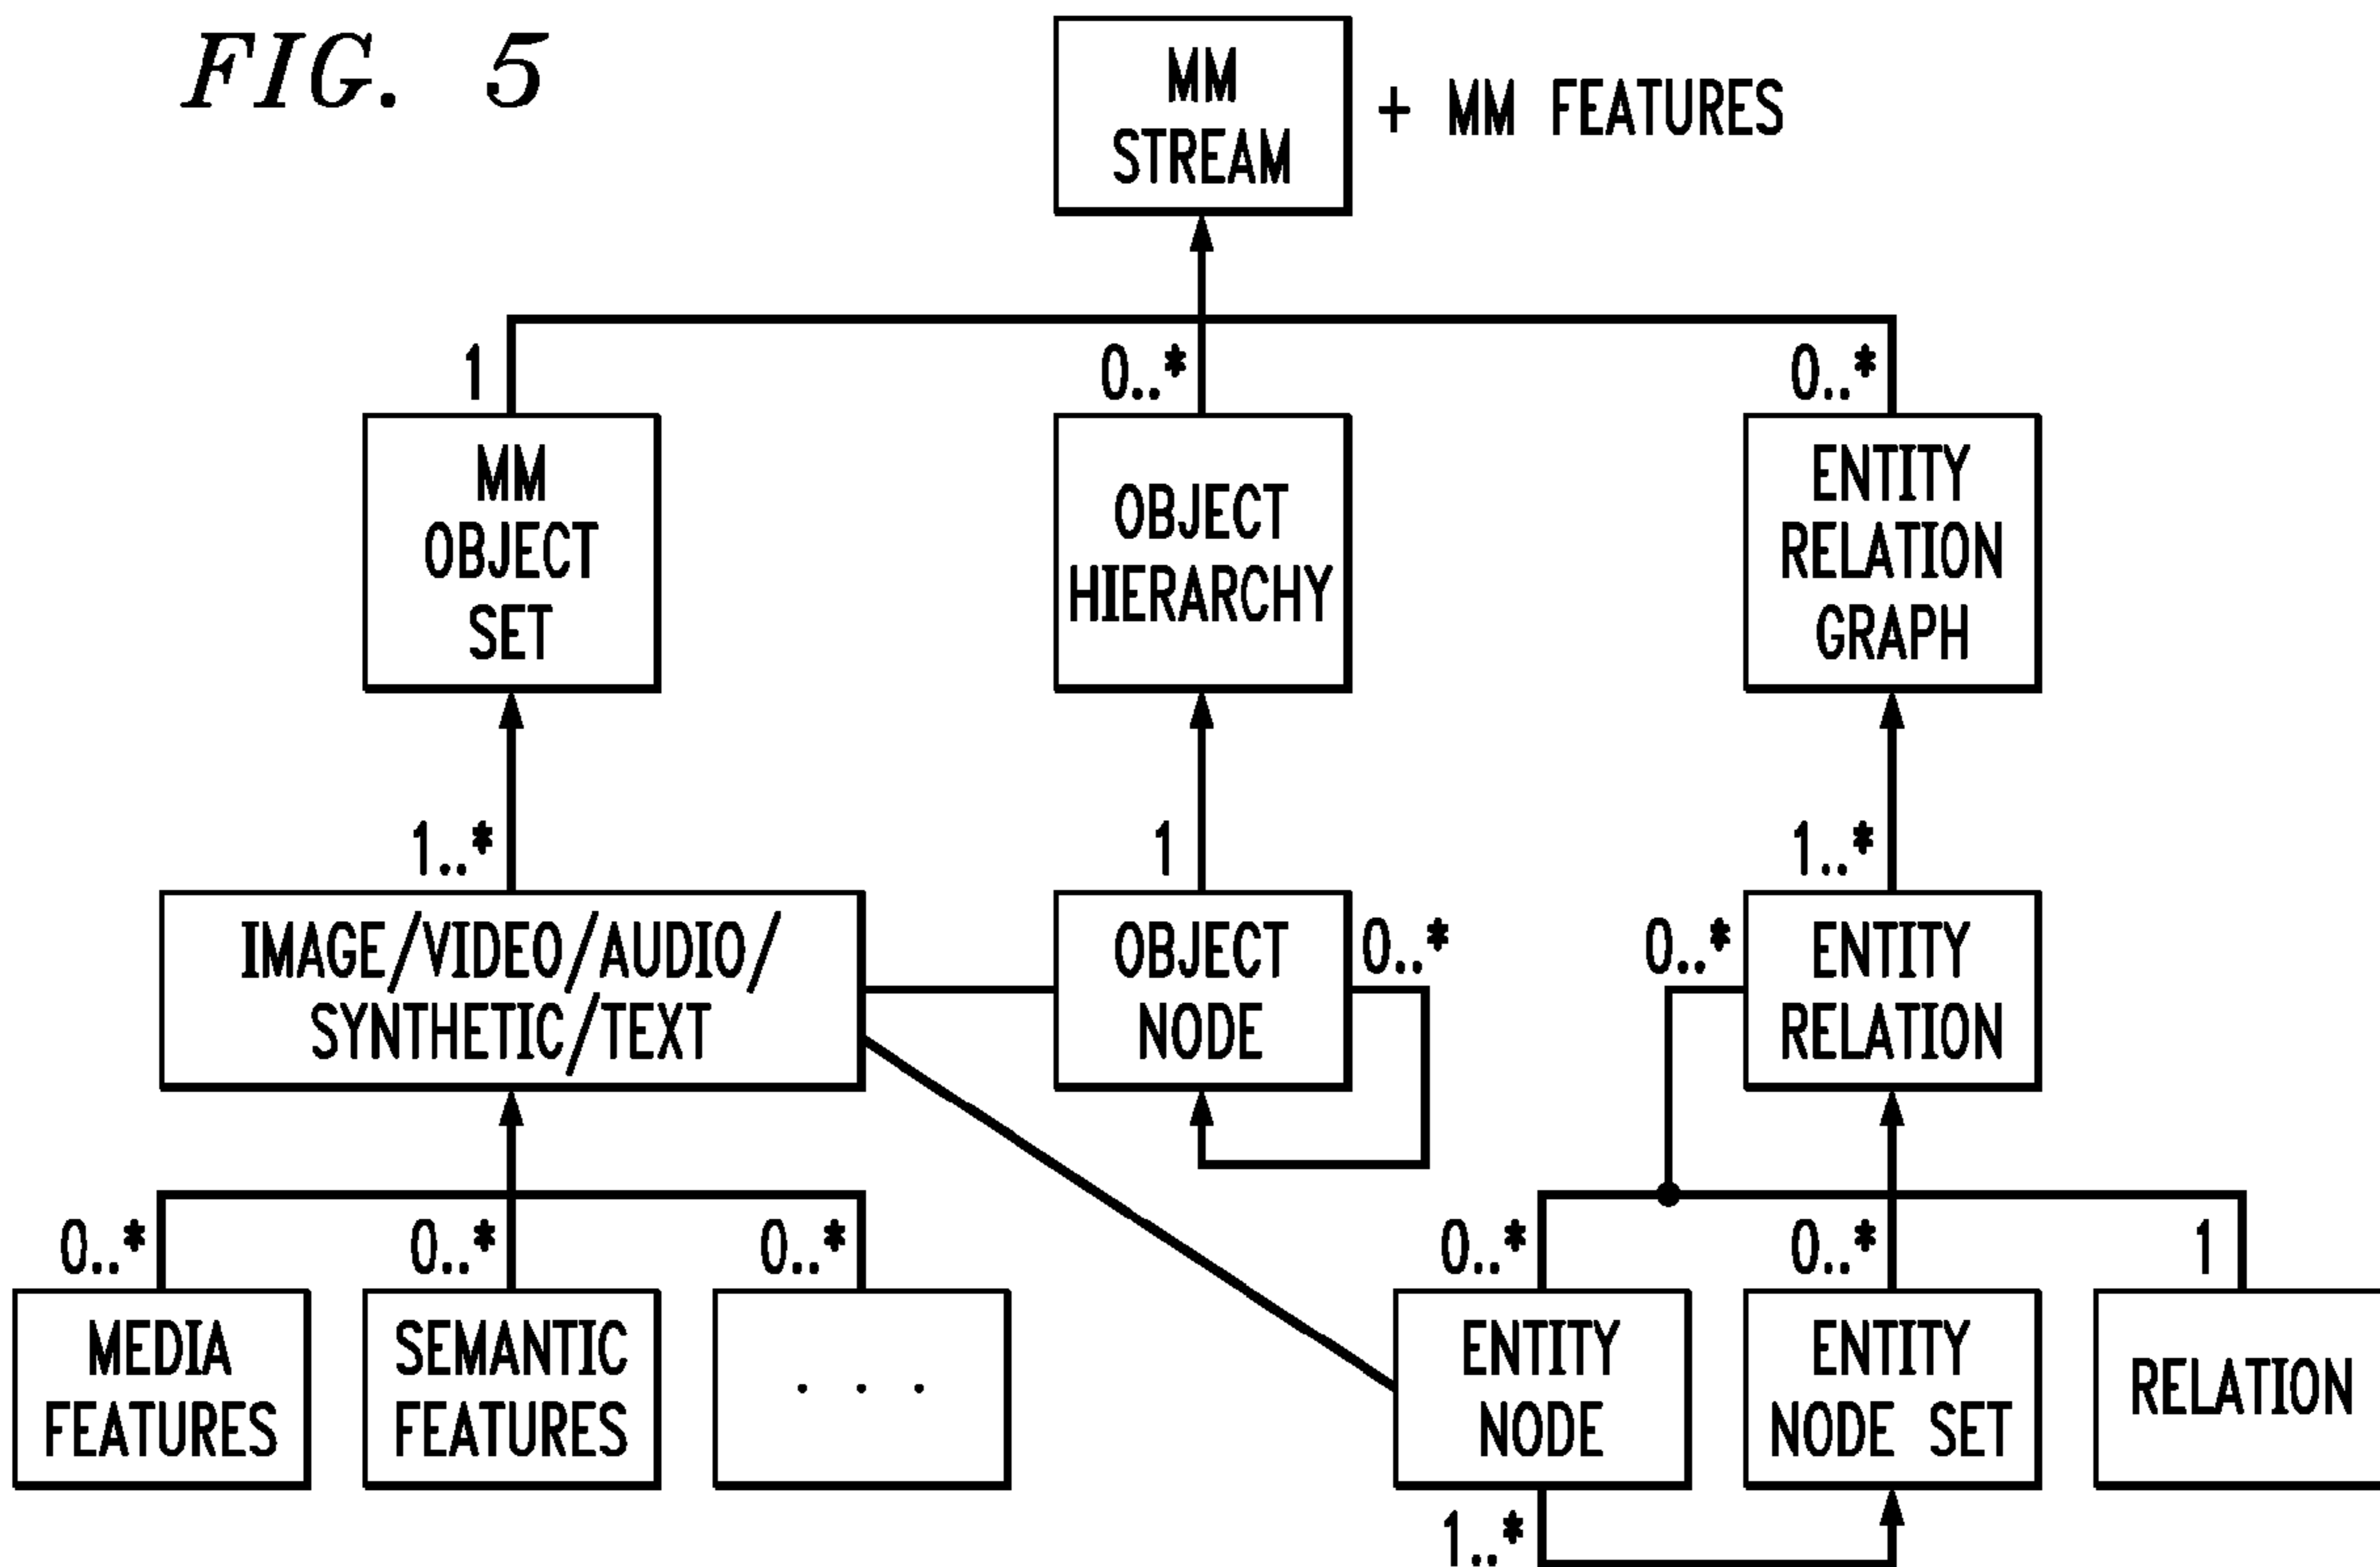 FIG. 5
MM
STREAM
+ MM FEATURES
1
0..*
0..*
MM
OBJECT
SET
OBJECT
HIERARCHY
ENTITY
RELATION
GRAPH
1..*
1
1..*
IMAGE/VIDEO/AUDIO/
SYNTHETIC/TEXT
OBJECT
NODE
0..*
0..*
ENTITY
RELATION
0..*
0..*
0..*
0..*
0..*
1
MEDIA
FEATURES
SEMANTIC
FEATURES
. . .
ENTITY
NODE
ENTITY
NODE SET
RELATION
1..*